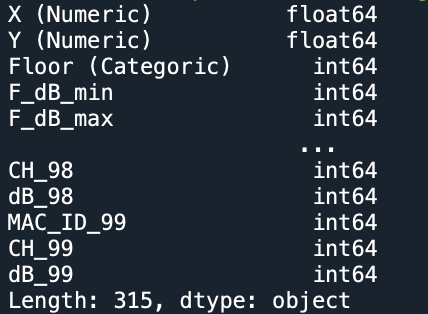 X (Numeric) float64
Y (Numeric) float64
Floor (Categoric) int64
F_dB_min int64
F_dB_max int64
...
CH_98 int64
dB_98 int64
MAC_ID_99 int64
CH_99 int64
dB_99 int64
Length: 315, dtype: object